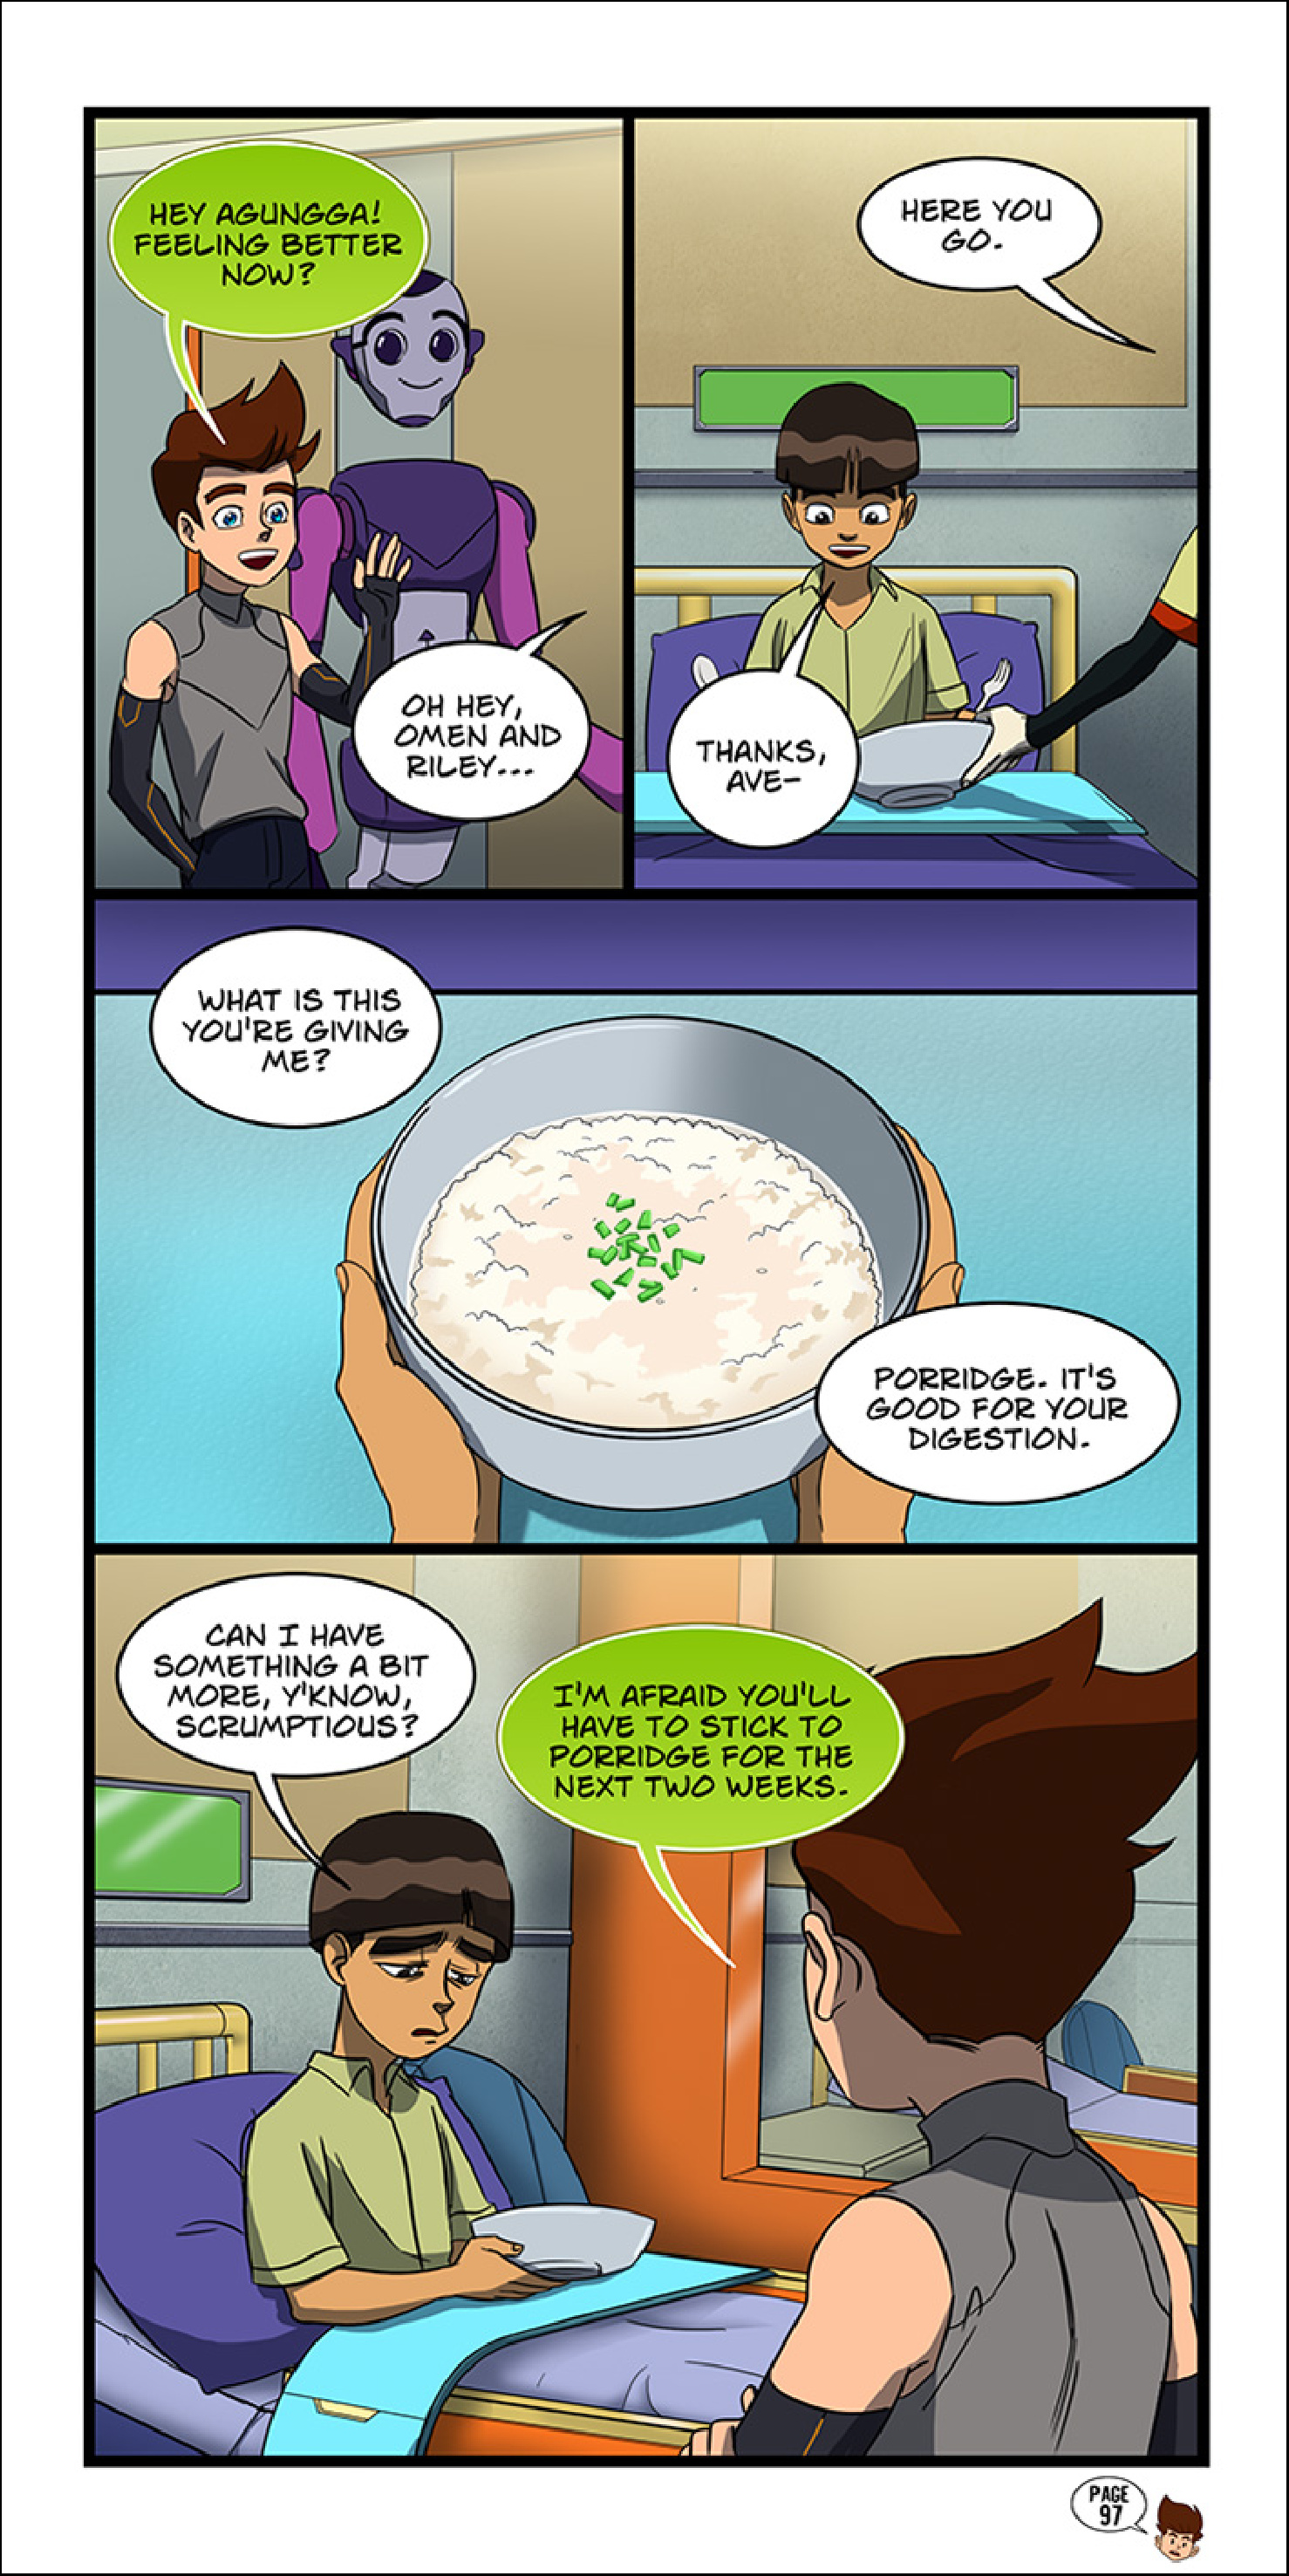 HEY AGUNGGA!
FEELING BETTER
NOW?
OH HEY,
OMEN AND
RILEY...
HERE YOU
GO.
THANKS,
AVE-
WHAT IS THIS
YOU'RE GIVING
ME?
PORRIDGE. IT'S
GOOD FOR YOUR
DIGESTION.
CAN I HAVE
SOMETHING A BIT
MORE, Y'KNOW,
SCRUMPTIOUS?
I'M AFRAID YOU'LL
HAVE TO STICK TO
PORRIDGE FOR THE
NEXT TWO WEEKS.
PAGE
97